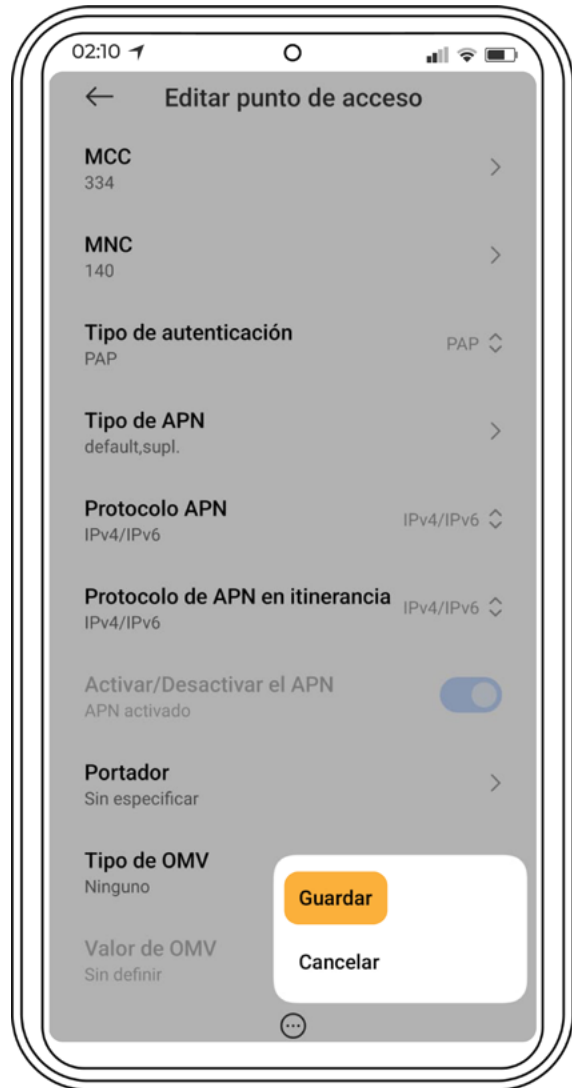 02:10
Editar punto de acceso
MCC
334
MNC
140
Tipo de autenticación
PAP
PAP
Tipo de APN
default,supl.
Protocolo APN
IPv4/IPv6
IPv4/IPv6
Protocolo de APN en itinerancia
IPv4/IPv6
IPv4/IPv6
Activar/Desactivar el APN
APN activado
Portador
Sin especificar
Tipo de OMV
Ninguno
Guardar
Valor de OMV
Sin definir
Cancelar